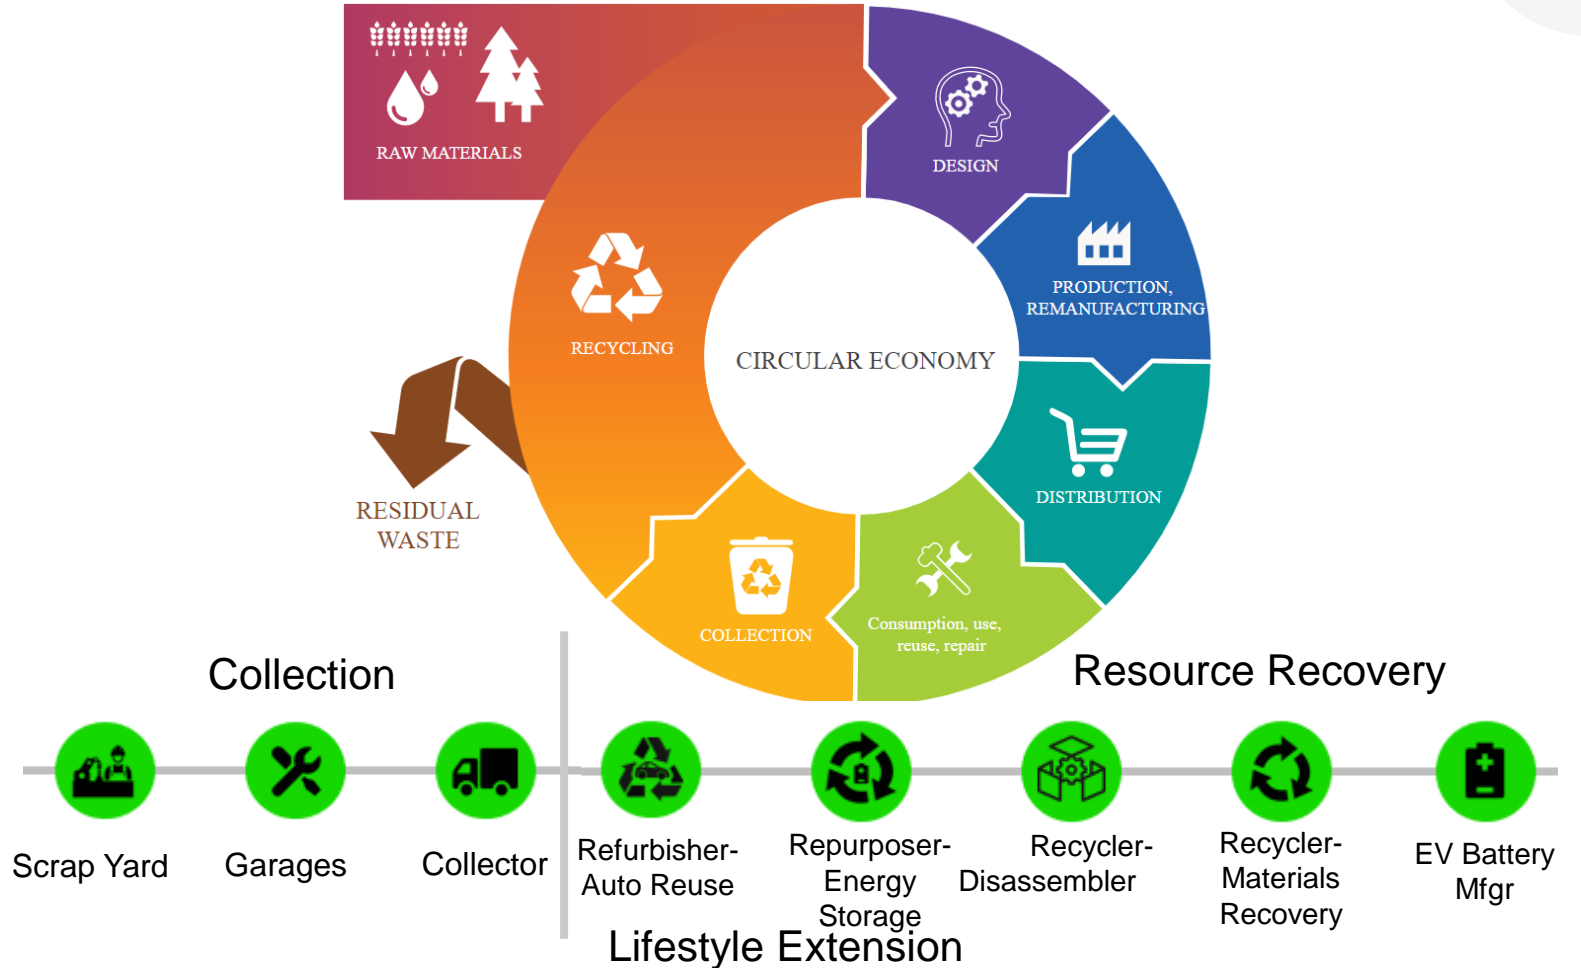 RAW MATERIALS
DESIGN
PRODUCTION,
REMANUFACTURING
RECYCLING
CIRCULAR ECONOMY
DISTRIBUTION
RESIDUAL
WASTE
COLLECTION
Consumption, use,
reuse, repair
Collection
Resource Recovery
Scrap Yard
Garages
Collector
Refurbisher-
Auto Reuse
Repurposer-
Energy
Storage
Recycler-
Disassembler
Recycler-
Materials
Recovery
EV Battery
Mfgr
Lifestyle Extension